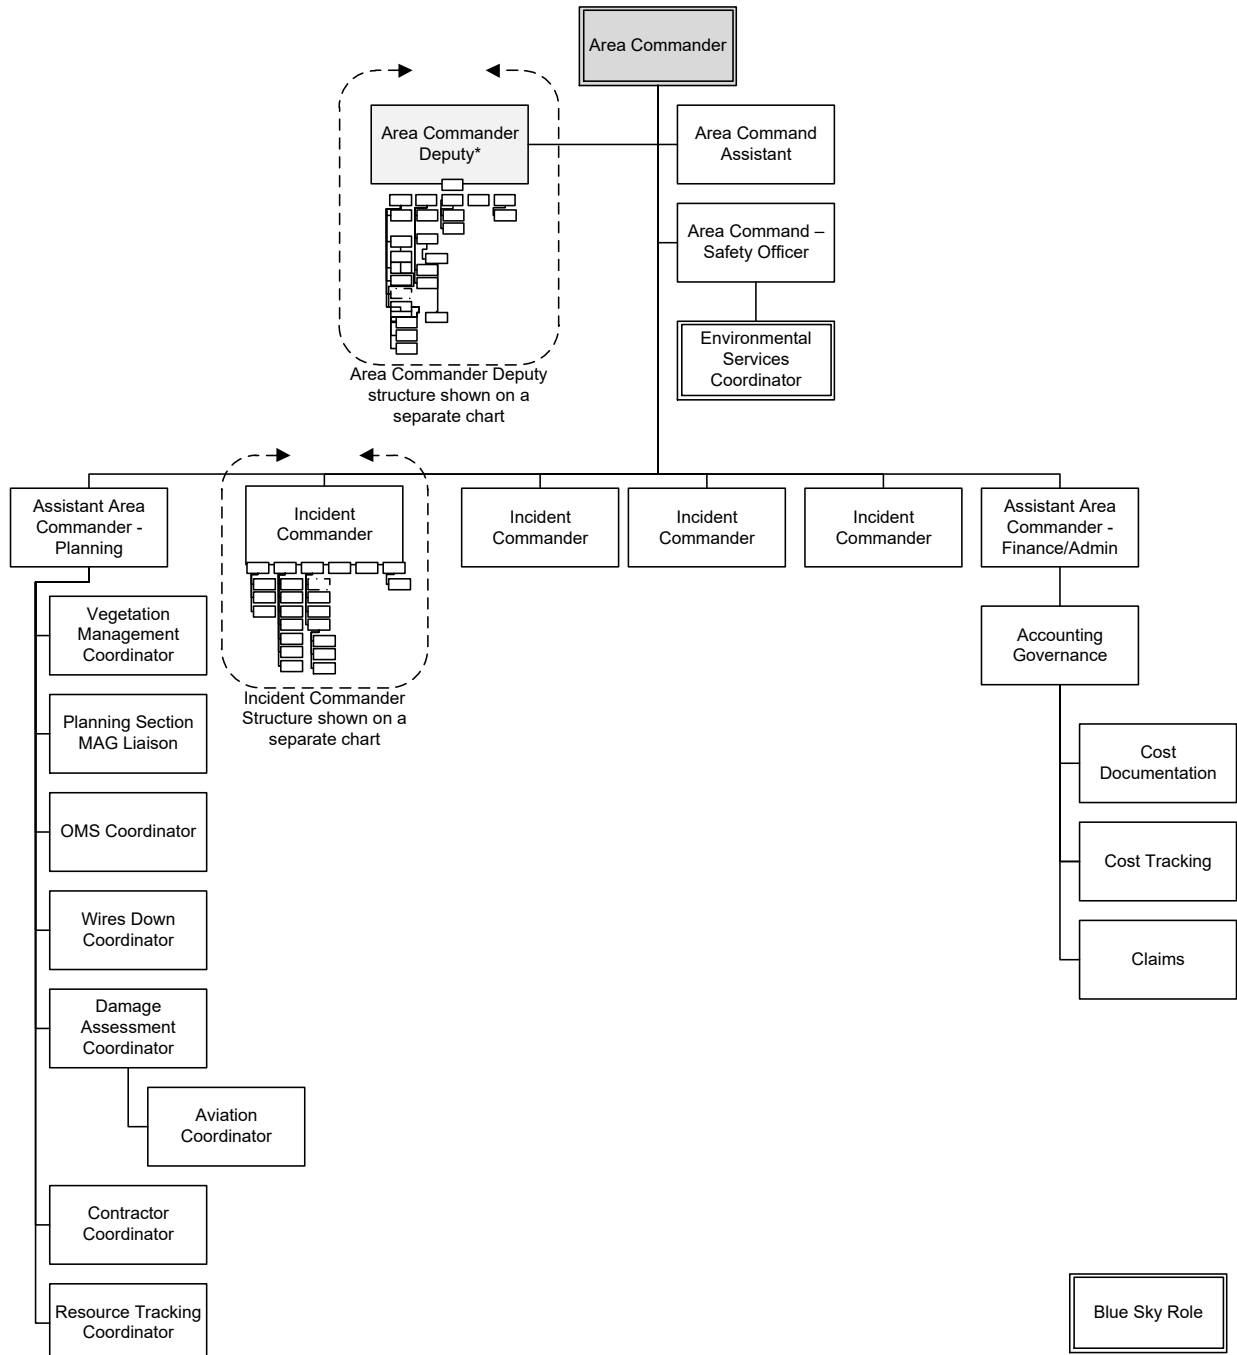 Area Commander
Area Commander
Deputy*
Area Command
Assistant
Area Command –
Safety Officer
Environmental
Services
Coordinator
Area Commander Deputy
structure shown on a
separate chart
Assistant Area
Commander -
Planning
Incident
Commander
Incident
Commander
Incident
Commander
Incident
Commander
Assistant Area
Commander -
Finance/Admin
Vegetation
Management
Coordinator
Accounting
Governance
Incident Commander
Structure shown on a
separate chart
Planning Section
MAG Liaison
Cost
Documentation
OMS Coordinator
Cost Tracking
Wires Down
Coordinator
Claims
Damage
Assessment
Coordinator
Aviation
Coordinator
Contractor
Coordinator
Resource Tracking
Coordinator
Blue Sky Role